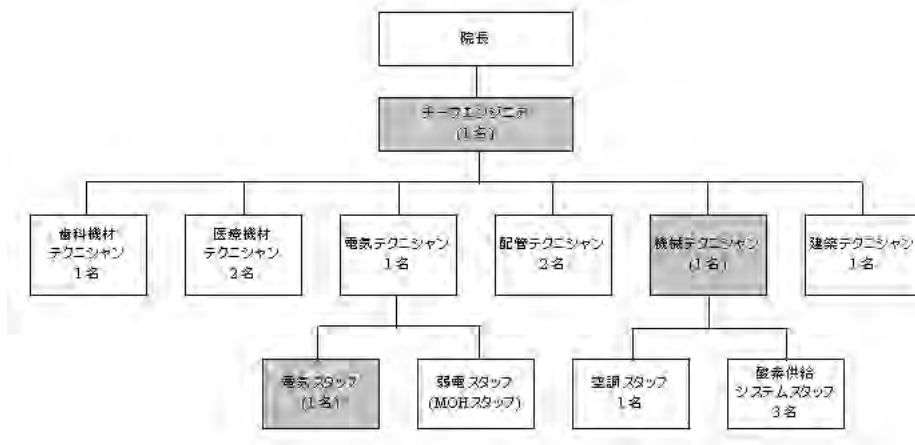 院長
チーフエンジニア
(1名)
歯科機材
テクニシャン
1名
医療機材
テクニシャン
2名
電気テクニシャン
1名
配管テクニシャン
2名
機械テクニシャン
(1名)
建築テクニシャン
1名
電気スタッフ
(1名)
弱電スタッフ
(MOHスタッフ)
空調スタッフ
1名
酸素供給
システムスタッフ
3名